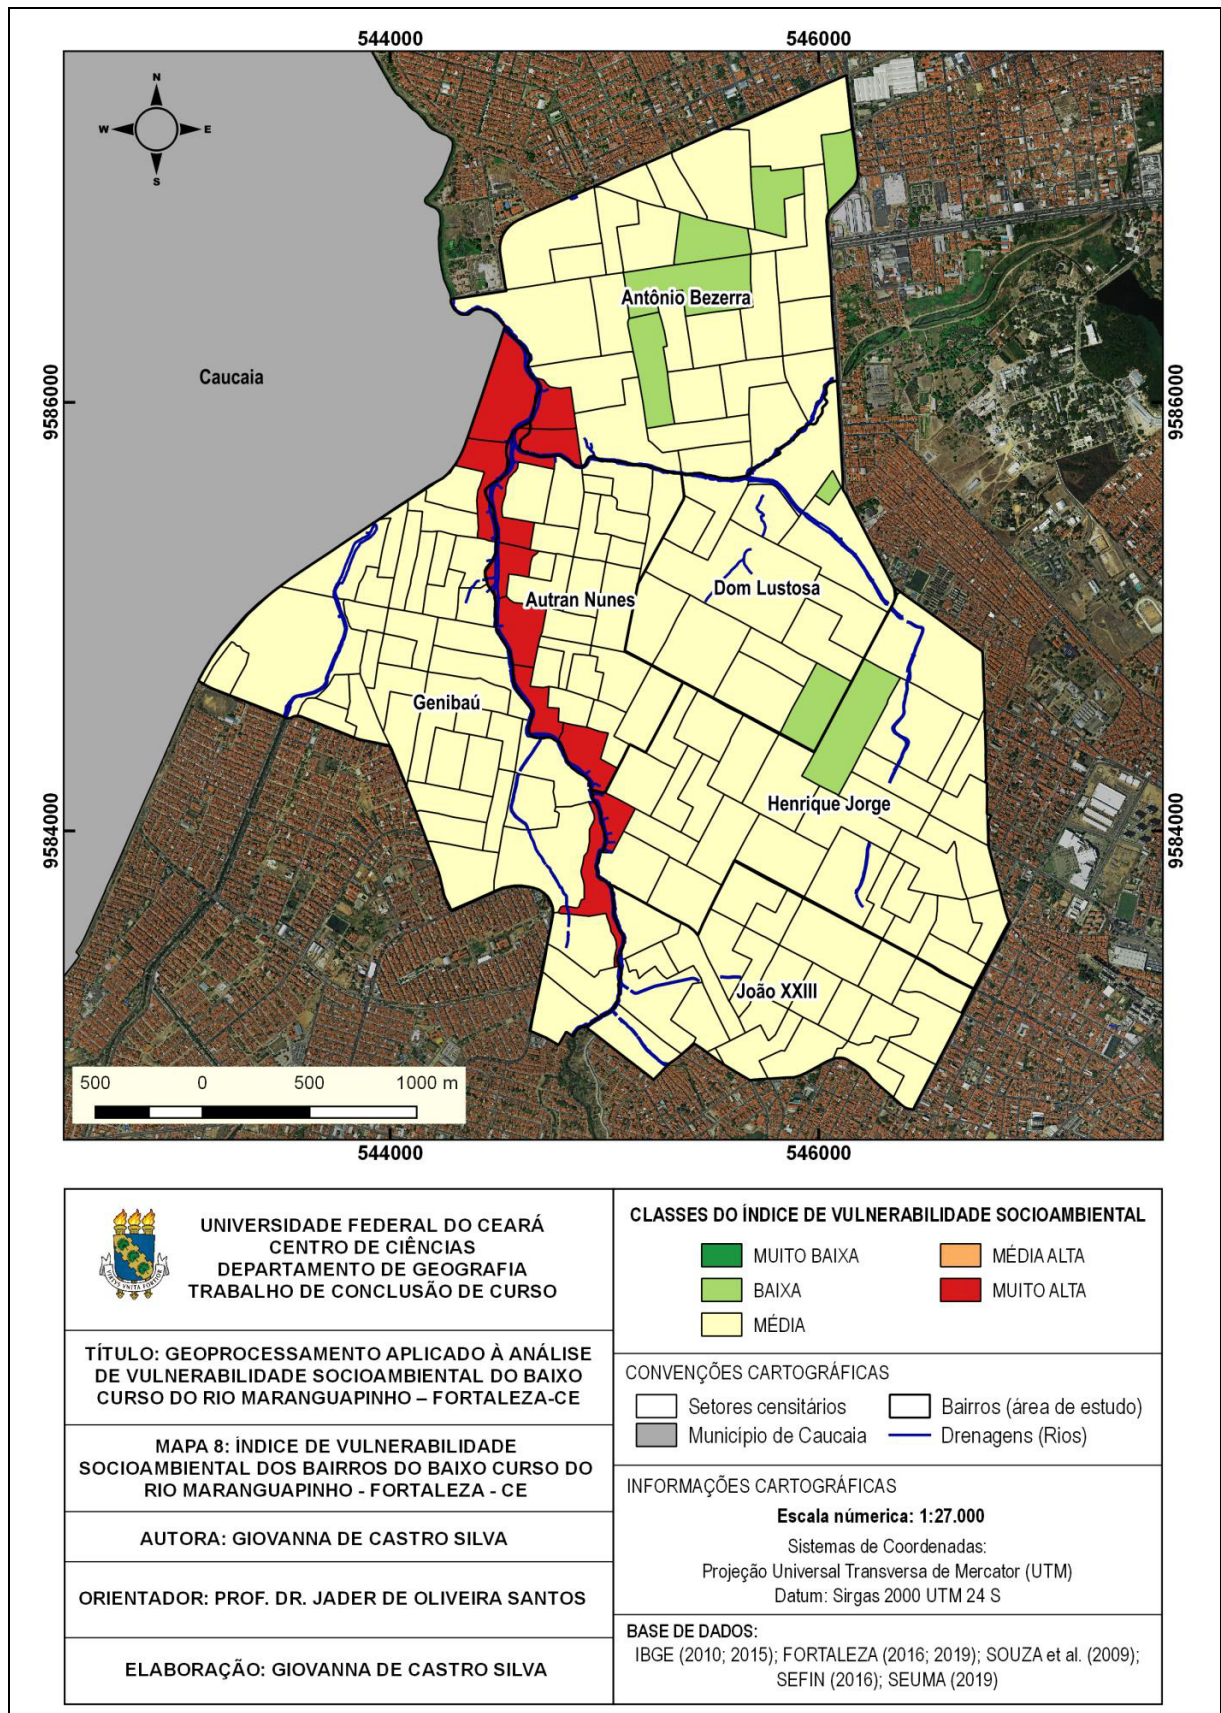 544000
546000
N
W
E
S
Antônio Bezerra
Caucaia
9586000
9586000
Autran Nunes
Dom Lustosa
Genibaú
Henrique Jorge
9584000
9584000
João XXIII
500 0 500 1000 m
544000
546000
UNIVERSIDADE FEDERAL DO CEARÁ
CENTRO DE CIÊNCIAS
DEPARTAMENTO DE GEOGRAFIA
TRABALHO DE CONCLUSÃO DE CURSO
VIRTVS VNITA FORTIOR
TÍTULO: GEOPROCESSAMENTO APLICADO À ANÁLISE
DE VULNERABILIDADE SOCIOAMBIENTAL DO BAIXO
CURSO DO RIO MARANGUAPINHO – FORTALEZA-CE
MAPA 8: ÍNDICE DE VULNERABILIDADE
SOCIOAMBIENTAL DOS BAIRROS DO BAIXO CURSO DO
RIO MARANGUAPINHO - FORTALEZA - CE
AUTORA: GIOVANNA DE CASTRO SILVA
ORIENTADOR: PROF. DR. JADER DE OLIVEIRA SANTOS
ELABORAÇÃO: GIOVANNA DE CASTRO SILVA
CLASSES DO ÍNDICE DE VULNERABILIDADE SOCIOAMBIENTAL
MUITO BAIXA
BAIXA
MÉDIA
MÉDIA ALTA
MUITO ALTA
CONVENÇÕES CARTOGRÁFICAS
Setores censitários
Bairros (área de estudo)
Município de Caucaia
Drenagens (Rios)
INFORMAÇÕES CARTOGRÁFICAS
Escala númerica: 1:27.000
Sistemas de Coordenadas:
Projeção Universal Transversa de Mercator (UTM)
Datum: Sirgas 2000 UTM 24 S
BASE DE DADOS:
IBGE (2010; 2015); FORTALEZA (2016; 2019); SOUZA et al. (2009);
SEFIN (2016); SEUMA (2019)